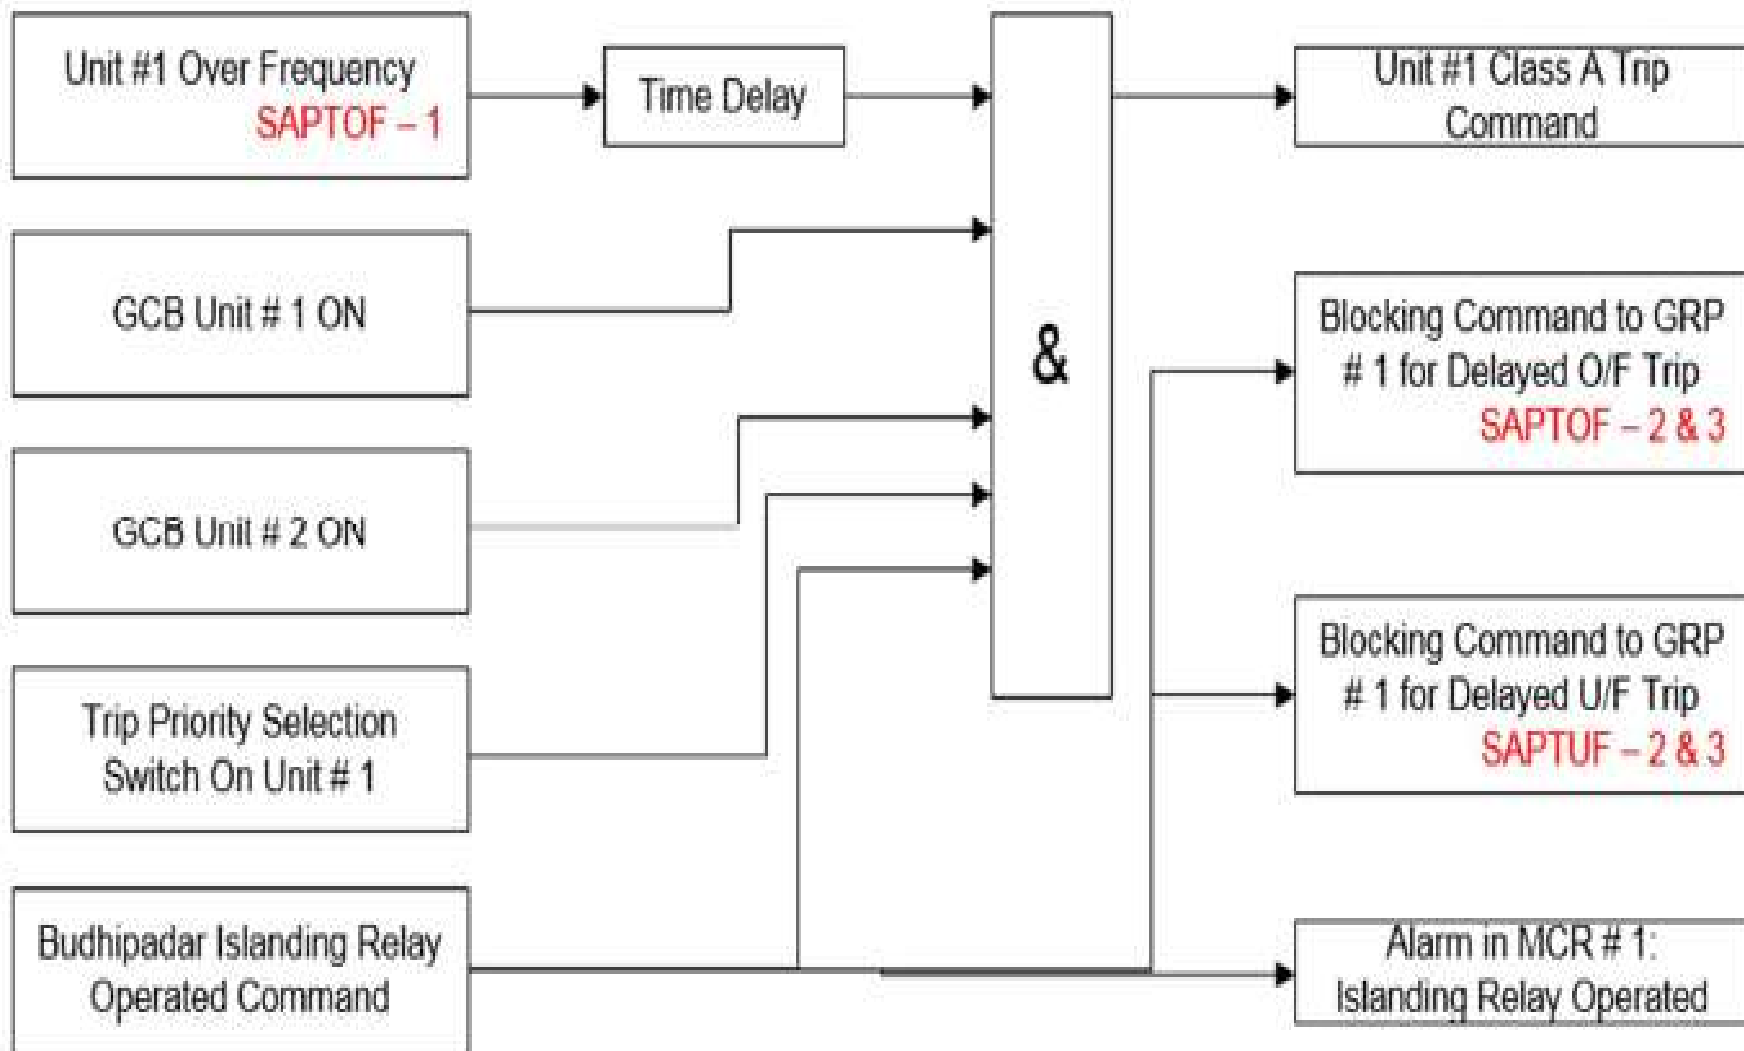 Unit #1 Over Frequency
SAPTOF – 1
Time Delay
Unit #1 Class A Trip
Command
GCB Unit # 1 ON
&
Blocking Command to GRP
# 1 for Delayed O/F Trip
SAPTOF – 2 & 3
GCB Unit # 2 ON
Trip Priority Selection
Switch On Unit # 1
Blocking Command to GRP
# 1 for Delayed U/F Trip
SAPTUF – 2 & 3
Budhipadar Islanding Relay
Operated Command
Alarm in MCR # 1:
Islanding Relay Operated